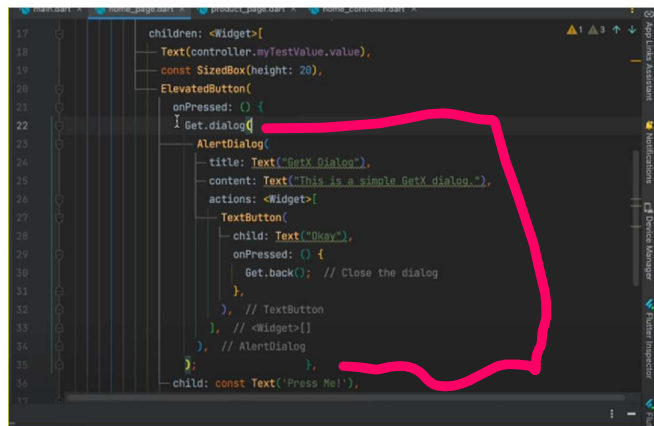 main.dart home_page.dart product_page.dart home_controller.dart
17 children: <Widget>[
1 3
18 Text(controller.myTestValue.value),
19 const SizedBox(height: 20),
20 ElevatedButton(
21 onPressed: () {
22 Get.dialog(
23 AlertDialog(
24 title: Text("GetX Dialog"),
25 content: Text("This is a simple GetX dialog."),
26 actions: <Widget>[
27 TextButton(
28 child: Text("Okay"),
29 onPressed: () {
30 Get.back(); // Close the dialog
31 },
32 ), // TextButton
33 ], // <Widget>[]
34 ), // AlertDialog
35 ); },
36 child: const Text('Press Me!'),
37
App Links Assistant
Notifications
Device Manager
Flutter Inspector